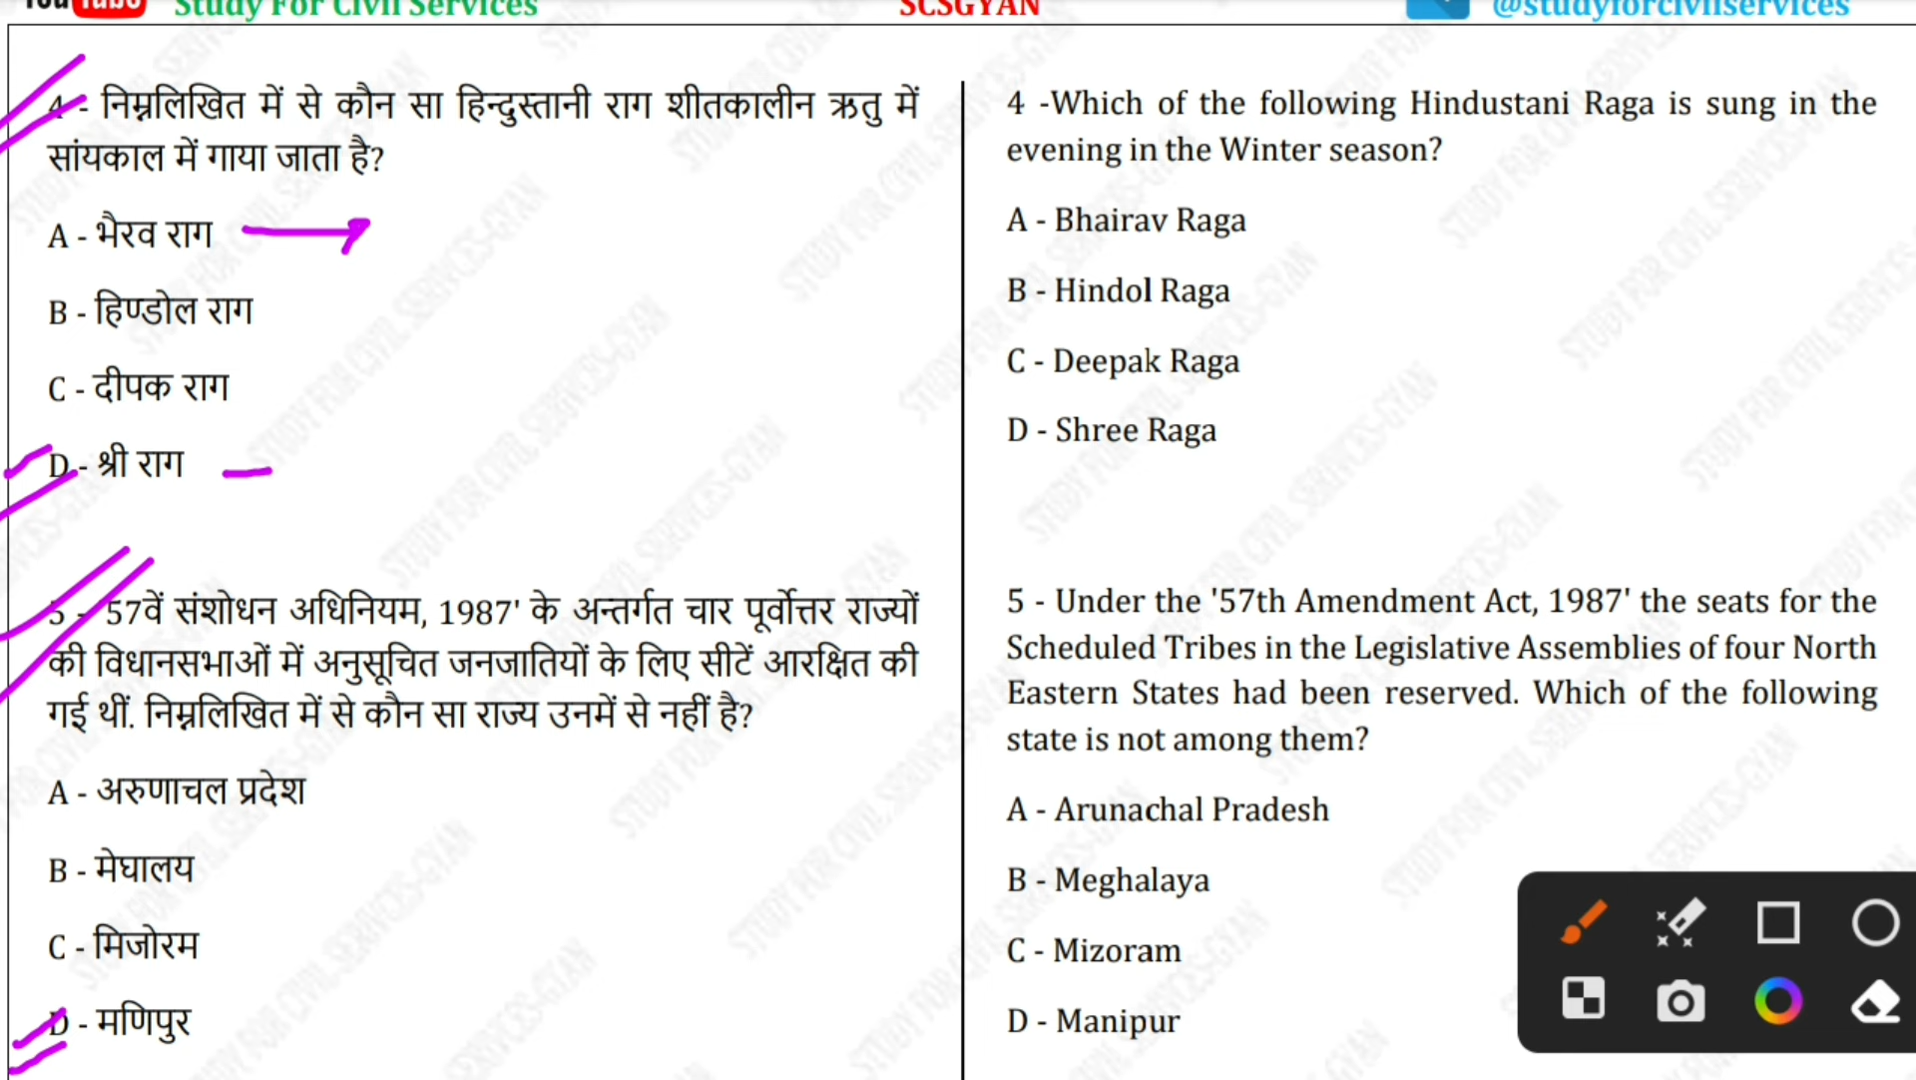 YouTube Study For Civil Services
SCSGYAN
@studyforcivilservices
4 - निम्नलिखित में से कौन सा हिन्दुस्तानी राग शीतकालीन ऋतु में
सांयकाल में गाया जाता है?
A - भैरव राग
B - हिण्डोल राग
C - दीपक राग
D - श्री राग
5 - '57वें संशोधन अधिनियम, 1987' के अन्तर्गत चार पूर्वोत्तर राज्यों
की विधानसभाओं में अनुसूचित जनजातियों के लिए सीटें आरक्षित की
गई थीं. निम्नलिखित में से कौन सा राज्य उनमें से नहीं है?
A - अरुणाचल प्रदेश
B - मेघालय
C - मिजोरम
D - मणिपुर
4 -Which of the following Hindustani Raga is sung in the
evening in the Winter season?
A - Bhairav Raga
B - Hindol Raga
C - Deepak Raga
D - Shree Raga
5 - Under the '57th Amendment Act, 1987' the seats for the
Scheduled Tribes in the Legislative Assemblies of four North
Eastern States had been reserved. Which of the following
state is not among them?
A - Arunachal Pradesh
B - Meghalaya
C - Mizoram
D - Manipur